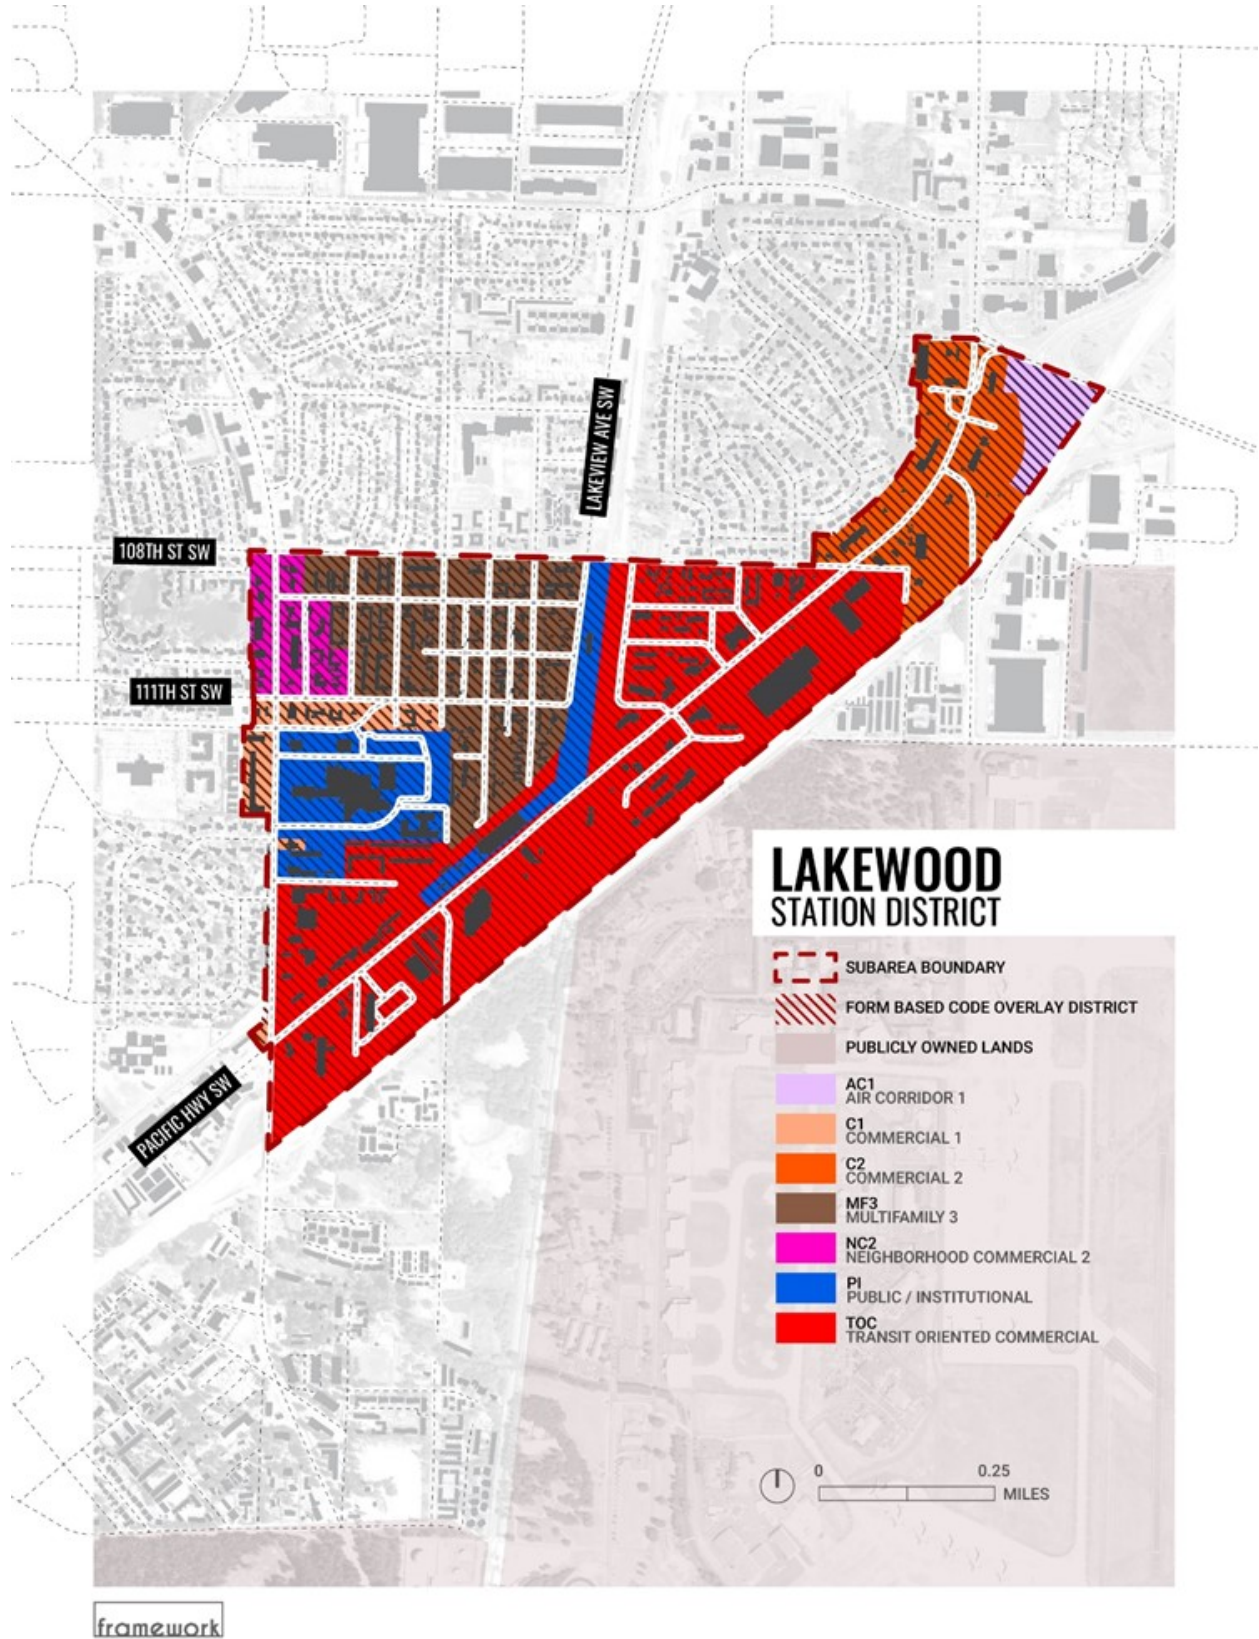 LAKEVIEW AVE SW
108TH ST SW
111TH ST SW
PACIFIC HWY SW
LAKEWOOD
STATION DISTRICT
SUBAREA BOUNDARY
FORM BASED CODE OVERLAY DISTRICT
PUBLICLY OWNED LANDS
AC1
AIR CORRIDOR 1
C1
COMMERCIAL 1
C2
COMMERCIAL 2
MF3
MULTIFAMILY 3
NC2
NEIGHBORHOOD COMMERCIAL 2
PI
PUBLIC / INSTITUTIONAL
TOC
TRANSIT ORIENTED COMMERCIAL
0 0.25
MILES
framework